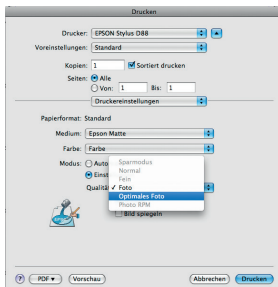 Drucken
Drucker: EPSON Stylus D88
Voreinstellungen: Standard
Kopien: 1 Sortiert drucken
Seiten: Alle
Von: 1 Bis: 1
Druckereinstellungen
Papierformat: Standard
Medium: Epson Matte
Farbe: Farbe
Modus: Auto
Einst
Qualität
Sparmodus
Normal
Fein
Foto
Optimales Foto
Photo RPM
Bild spiegeln
? PDF Vorschau Abbrechen Drucken